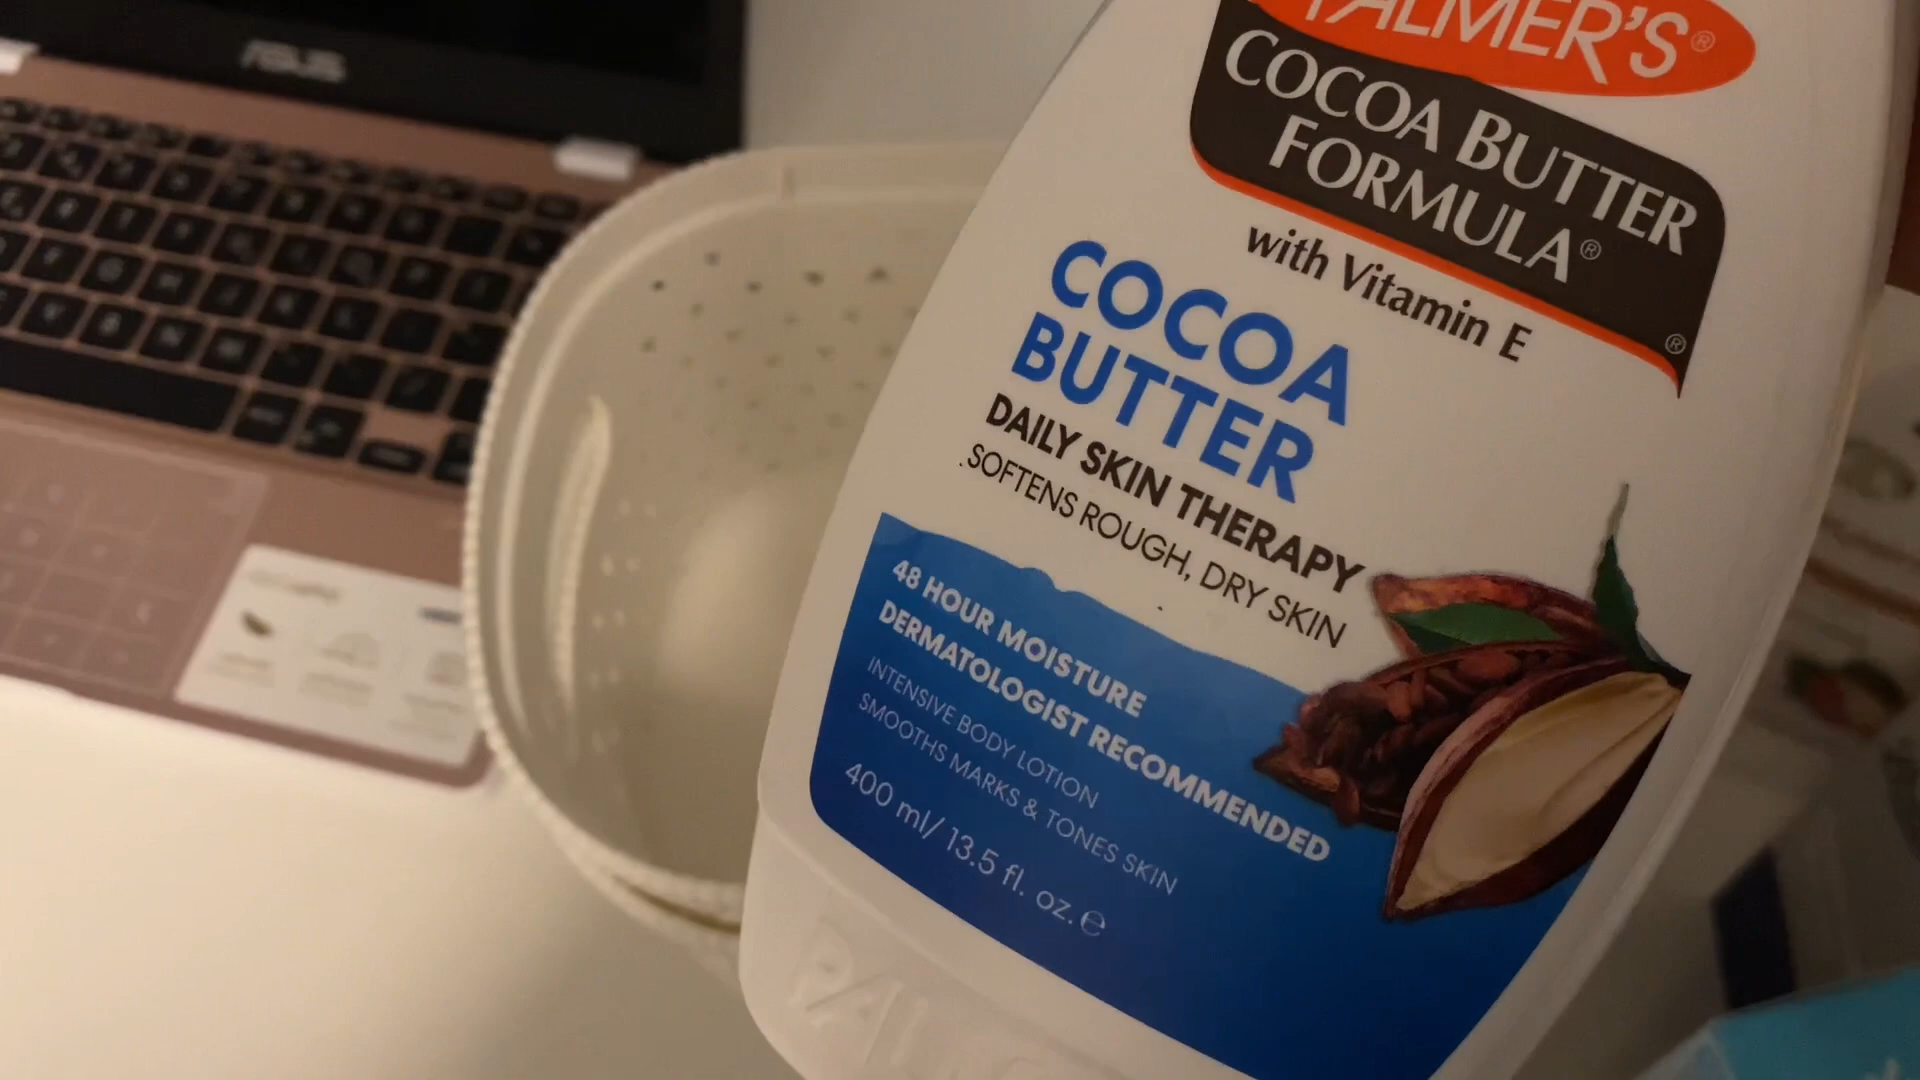 ASUS
PALMER'S®
COCOA BUTTER
FORMULA®
®
with Vitamin E
COCOA
BUTTER
DAILY SKIN THERAPY
SOFTENS ROUGH, DRY SKIN
48 HOUR MOISTURE
DERMATOLOGIST RECOMMENDED
INTENSIVE BODY LOTION
SMOOTHS MARKS & TONES SKIN
400 ml/ 13.5 fl. oz. ℮